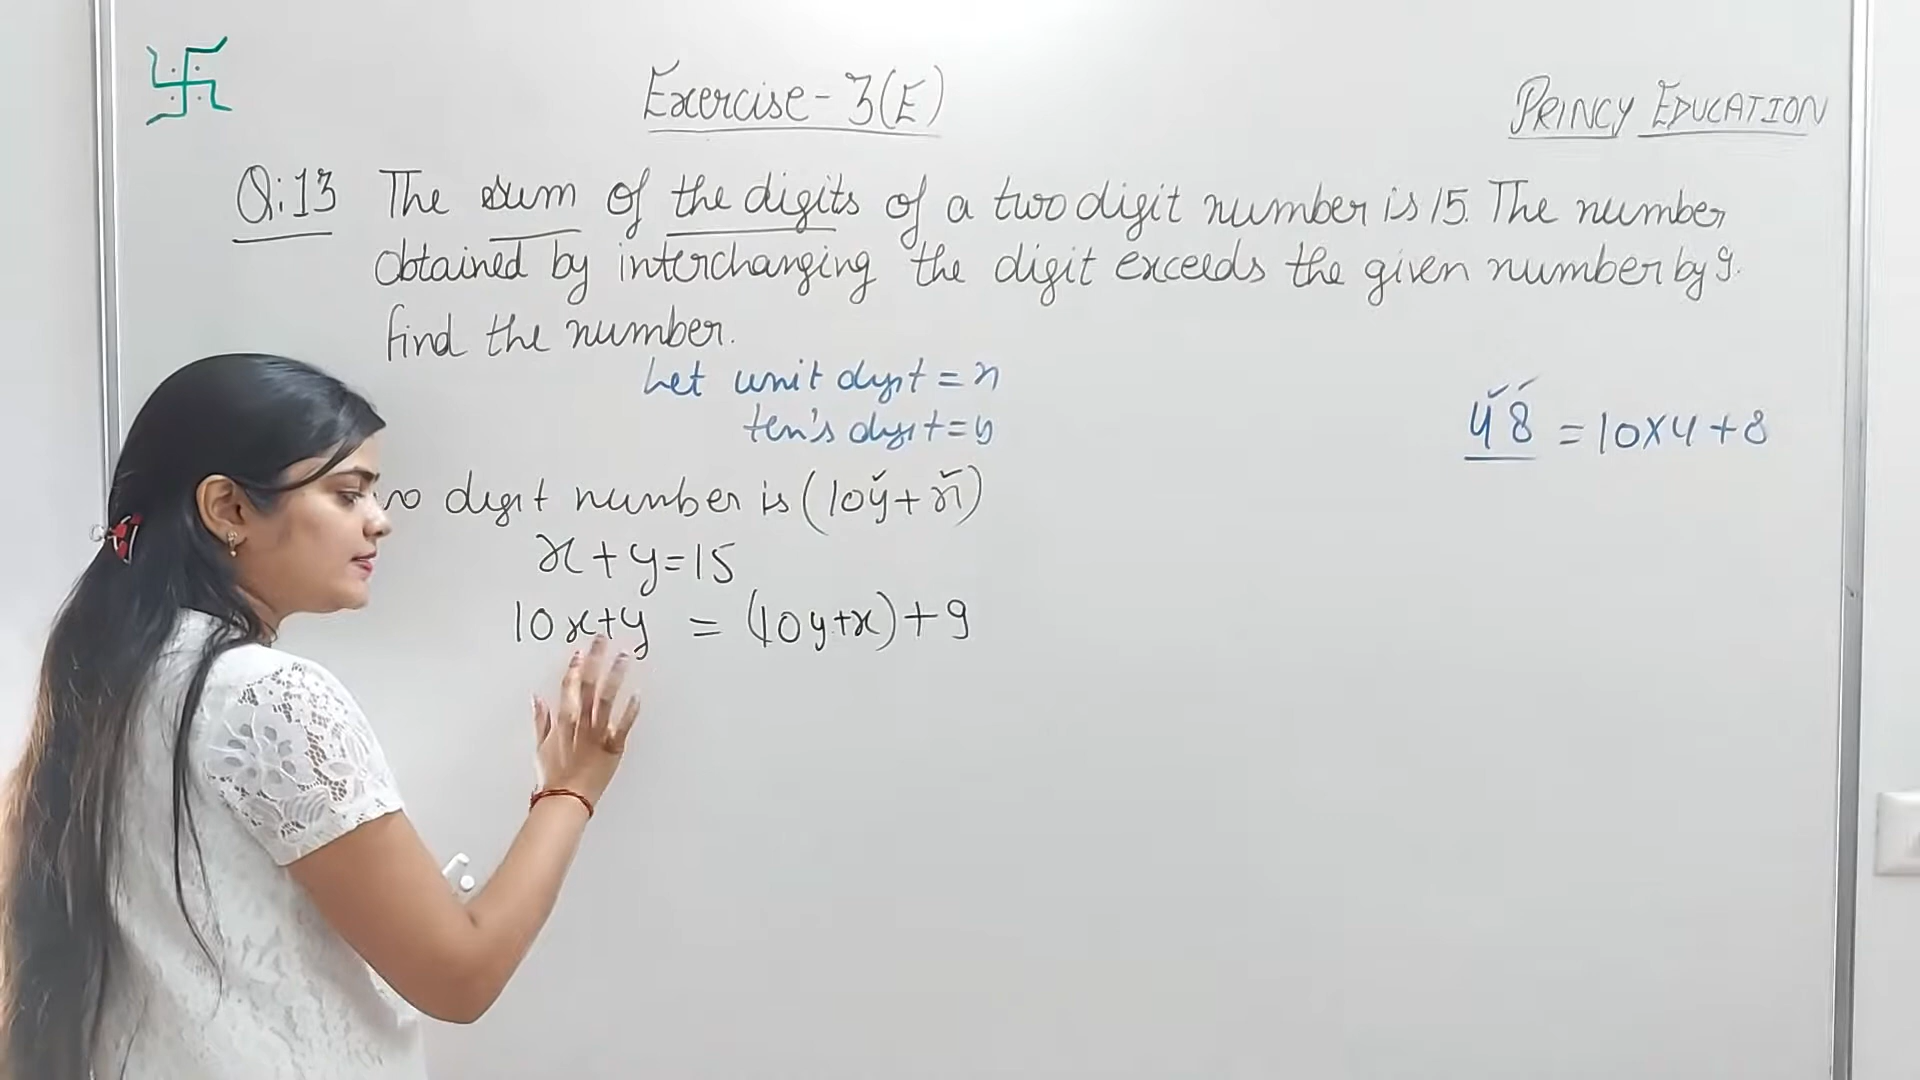 Exercise-3(E)
PRINCY EDUCATION
Q:13 The sum of the digits of a two digit number is 15. The number
obtained by interchanging the digit exceeds the given number by 9.
find the number.
Let unit digit = x
ten's digit = y
48 = 10×4+8
digit number is (10y+x)
x+y=15
10x+y = (10y+x)+9